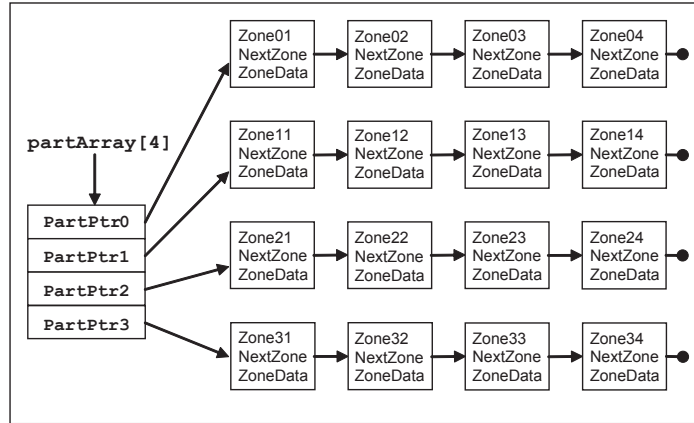 Zone01
NextZone
ZoneData
Zone02
NextZone
ZoneData
Zone03
NextZone
ZoneData
Zone04
NextZone
ZoneData
partArray[4]
Zone11
NextZone
ZoneData
Zone12
NextZone
ZoneData
Zone13
NextZone
ZoneData
Zone14
NextZone
ZoneData
PartPtr0
PartPtr1
PartPtr2
PartPtr3
Zone21
NextZone
ZoneData
Zone22
NextZone
ZoneData
Zone23
NextZone
ZoneData
Zone24
NextZone
ZoneData
Zone31
NextZone
ZoneData
Zone32
NextZone
ZoneData
Zone33
NextZone
ZoneData
Zone34
NextZone
ZoneData